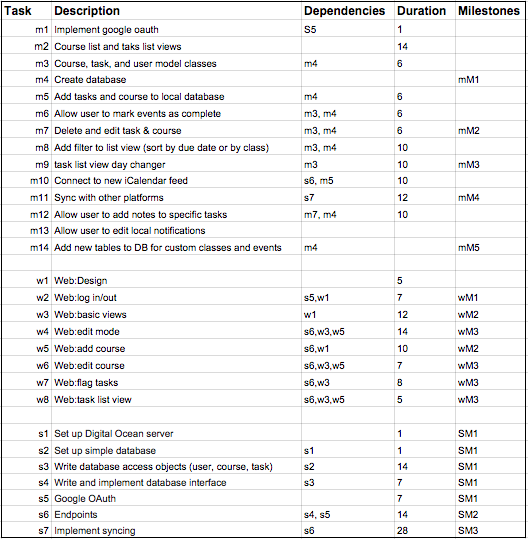 Task Description Dependencies Duration Milestones
m1 Implement google oauth S5 1
m2 Course list and taks list views 14
m3 Course, task, and user model classes m4 6
m4 Create database mM1
m5 Add tasks and course to local database m4 6
m6 Allow user to mark events as complete m3, m4 6
m7 Delete and edit task & course m3, m4 6 mM2
m8 Add filter to list view (sort by due date or by class) m3, m4 10
m9 task list view day changer m3 10 mM3
m10 Connect to new iCalendar feed s6, m5 10
m11 Sync with other platforms s7 12 mM4
m12 Allow user to add notes to specific tasks m7, m4 10
m13 Allow user to edit local notifications
m14 Add new tables to DB for custom classes and events m4 mM5
w1 Web:Design 5
w2 Web:log in/out s5,w1 7 wM1
w3 Web:basic views w1 12 wM2
w4 Web:edit mode s6,w3,w5 14 wM3
w5 Web:add course s6,w1 10 wM2
w6 Web:edit course s6,w3,w5 7 wM3
w7 Web:flag tasks s6,w3 8 wM3
w8 Web:task list view s6,w3,w5 5 wM3
s1 Set up Digital Ocean server 1 SM1
s2 Set up simple database s1 1 SM1
s3 Write database access objects (user, course, task) s2 14 SM1
s4 Write and implement database interface s3 7 SM1
s5 Google OAuth 7 SM1
s6 Endpoints s4, s5 14 SM2
s7 Implement syncing s6 28 SM3